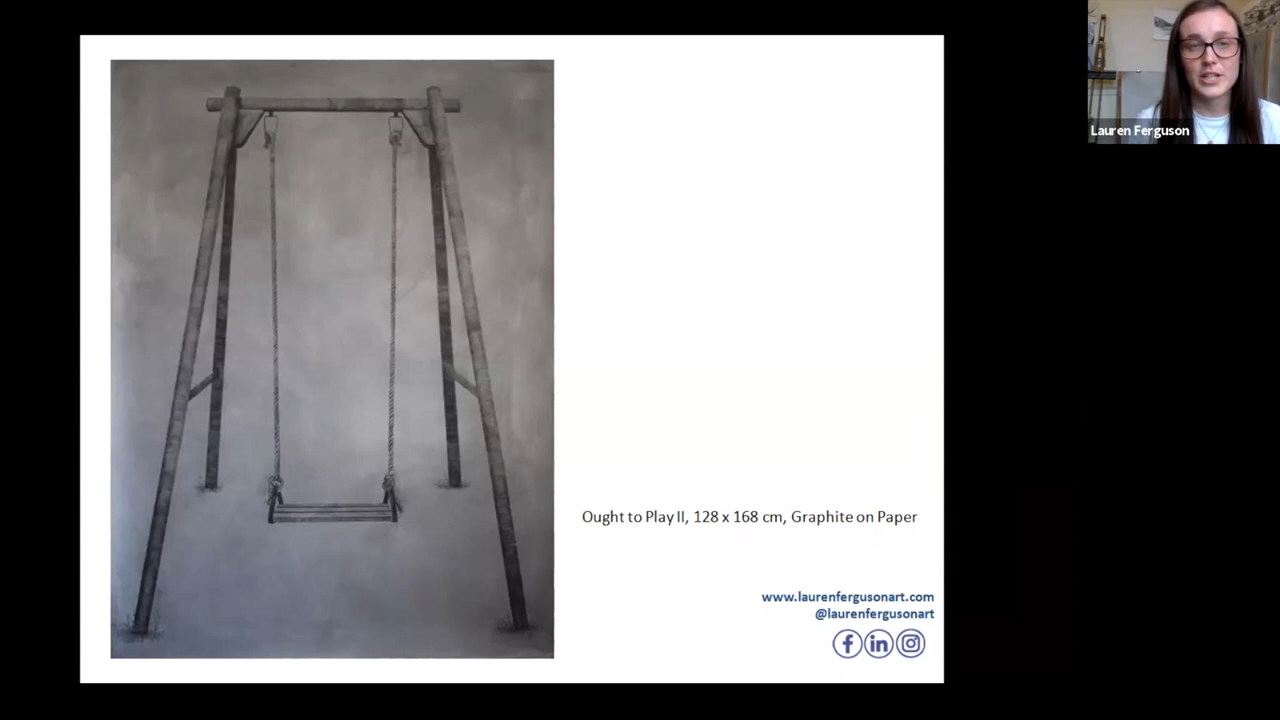 Lauren Ferguson
Ought to Play II, 128 x 168 cm, Graphite on Paper
www.laurenfergusonart.com
@laurenfergusonart